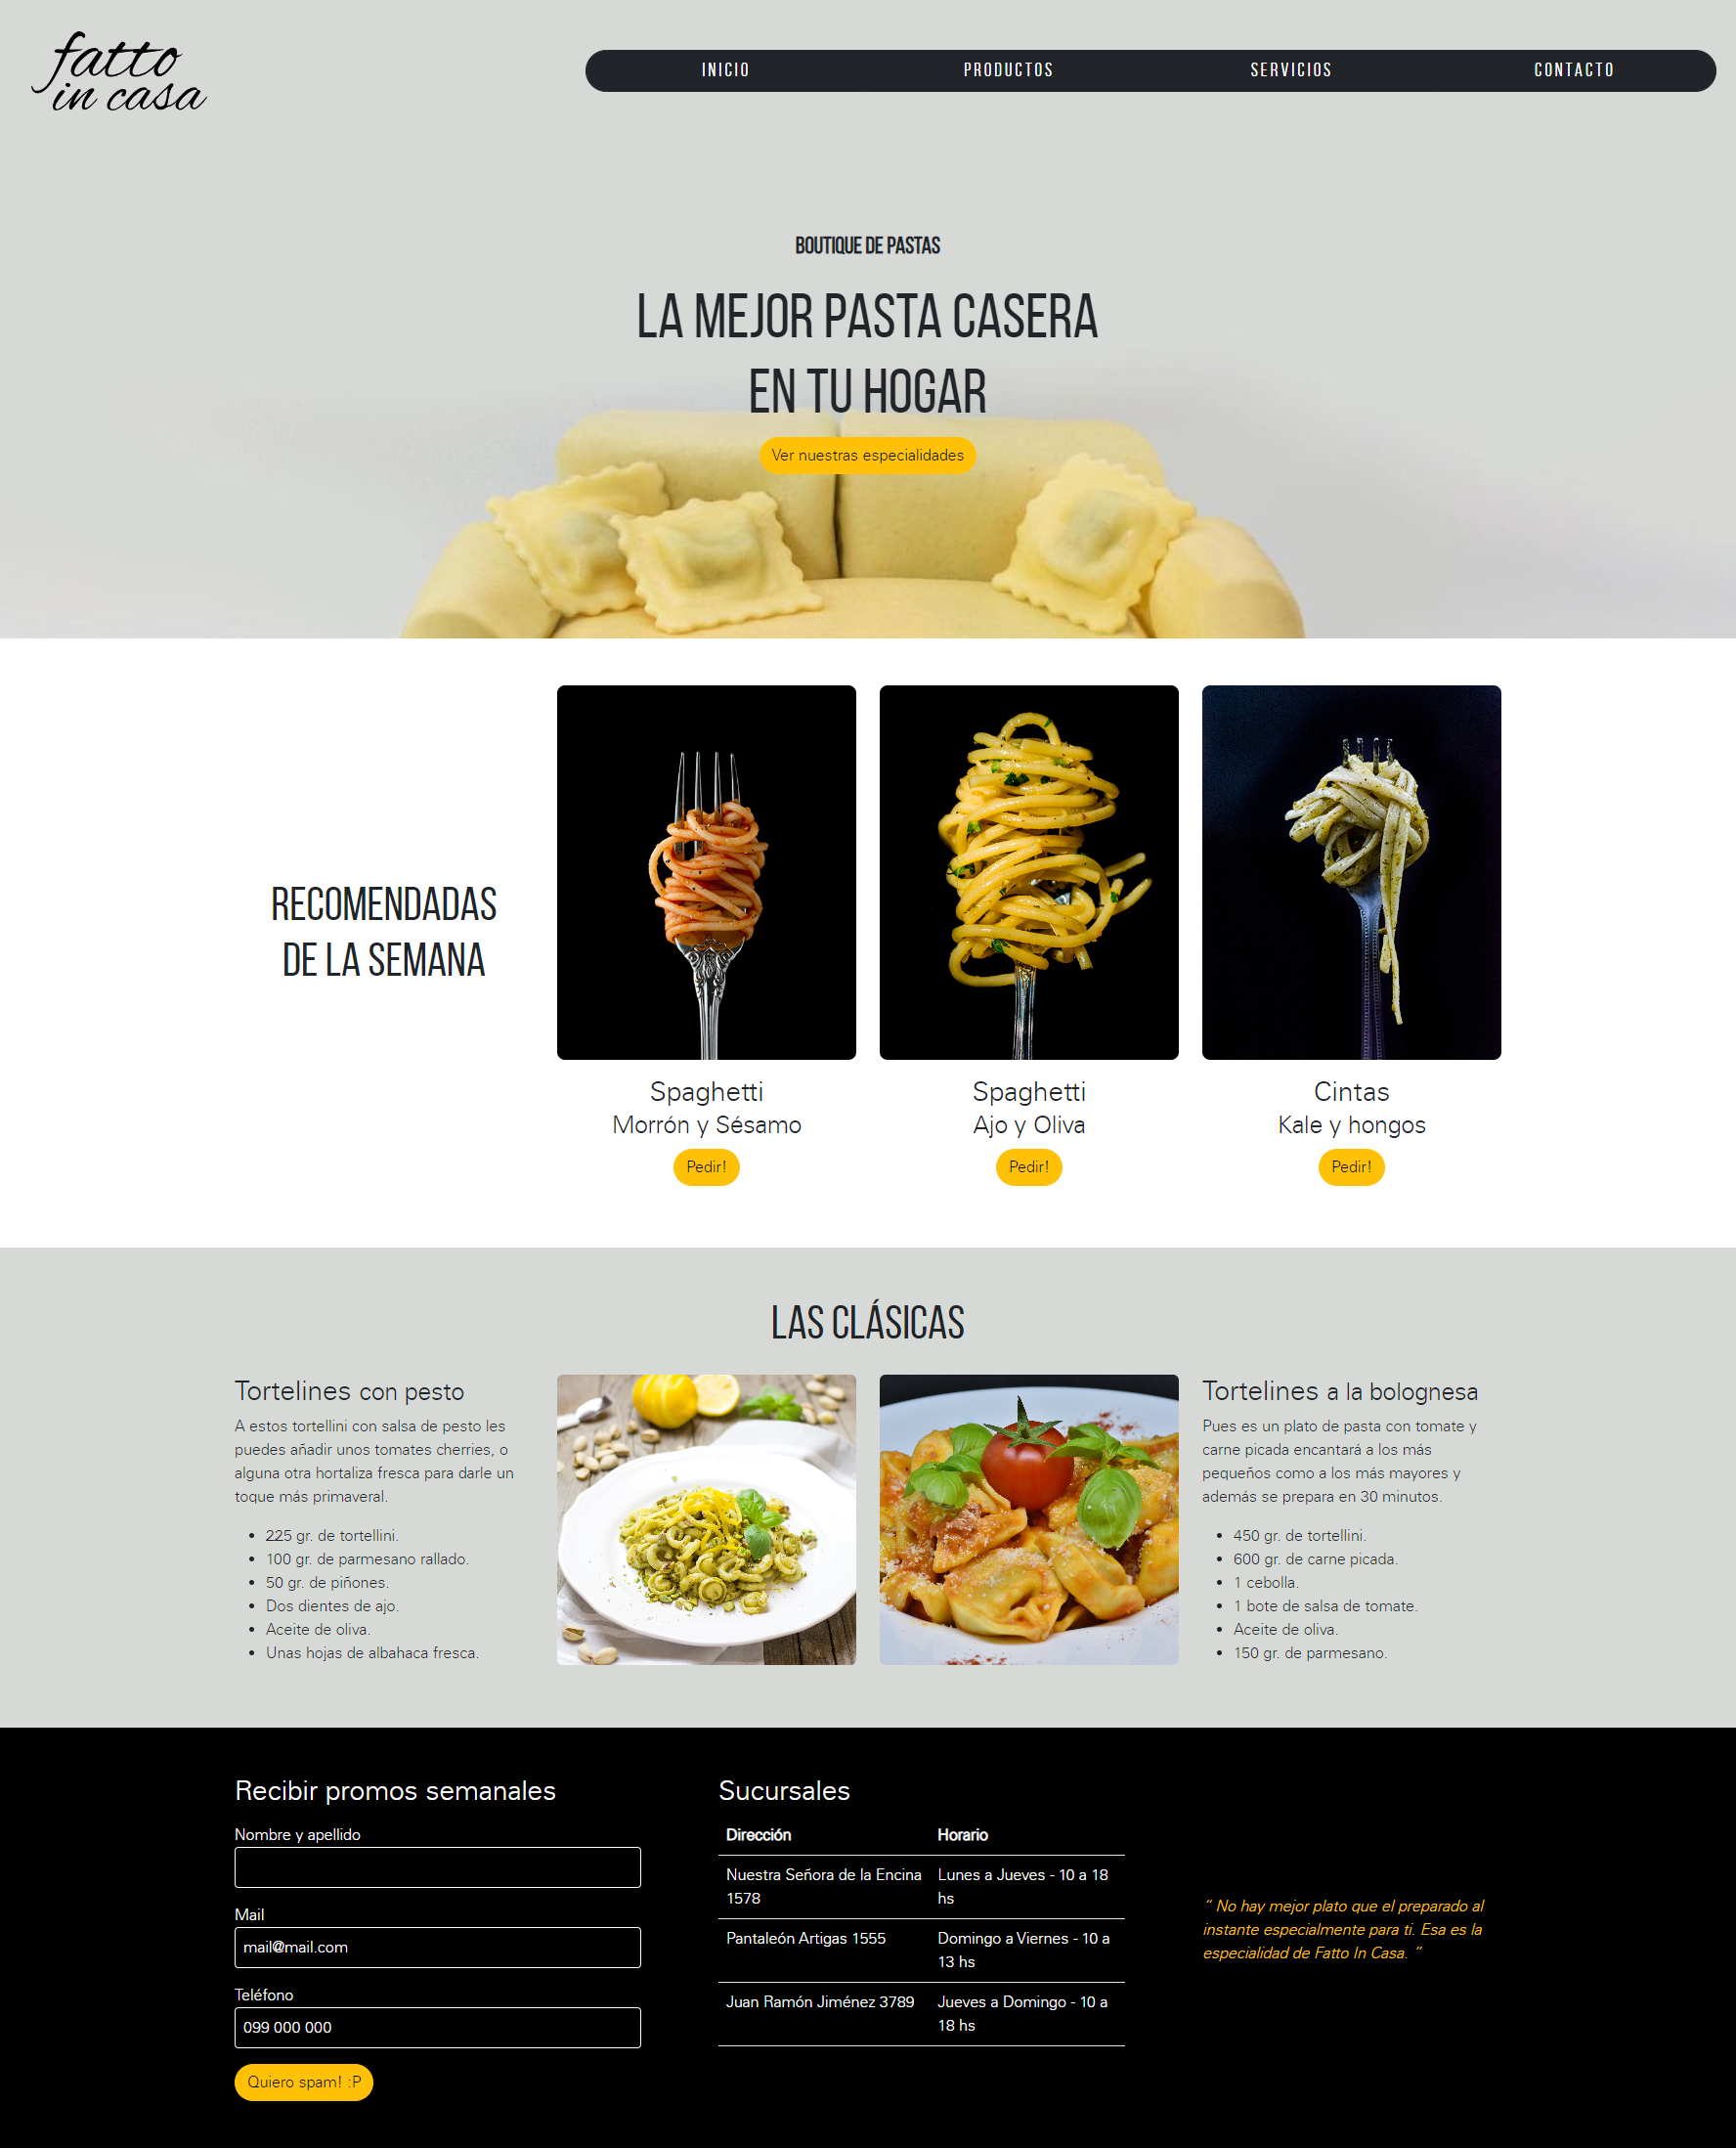 fatto
in casa
INICIO PRODUCTOS SERVICIOS CONTACTO
BOUTIQUE DE PASTAS
LA MEJOR PASTA CASERA
EN TU HOGAR
Ver nuestras especialidades
RECOMENDADAS
DE LA SEMANA
Spaghetti
Morrón y Sésamo
Pedir!
Spaghetti
Ajo y Oliva
Pedir!
Cintas
Kale y hongos
Pedir!
LAS CLÁSICAS
Tortelines con pesto
A estos tortellini con salsa de pesto les
puedes añadir unos tomates cherries, o
alguna otra hortaliza fresca para darle un
toque más primaveral.
• 225 gr. de tortellini.
• 100 gr. de parmesano rallado.
• 50 gr. de piñones.
• Dos dientes de ajo.
• Aceite de oliva.
• Unas hojas de albahaca fresca.
Tortelines a la bolognesa
Pues es un plato de pasta con tomate y
carne picada encantará a los más
pequeños como a los más mayores y
además se prepara en 30 minutos.
• 450 gr. de tortellini.
• 600 gr. de carne picada.
• 1 cebolla.
• 1 bote de salsa de tomate.
• Aceite de oliva.
• 150 gr. de parmesano.
Recibir promos semanales
Nombre y apellido
Mail
mail@mail.com
Teléfono
099 000 000
Quiero spam! :P
Sucursales
Dirección Horario
Nuestra Señora de la Encina
1578
Lunes a Jueves - 10 a 18
hs
Pantaleón Artigas 1555
Domingo a Viernes - 10 a
13 hs
Juan Ramón Jiménez 3789
Jueves a Domingo - 10 a
18 hs
“ No hay mejor plato que el preparado al
instante especialmente para ti. Esa es la
especialidad de Fatto In Casa. ”